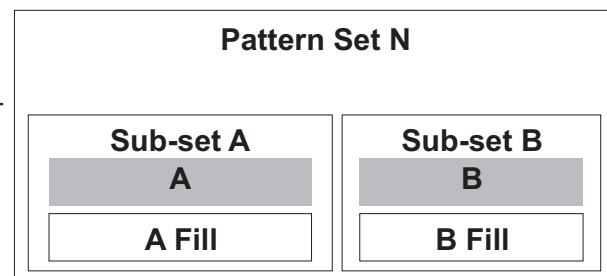 Pattern Set N
Sub-set A
A
A Fill
Sub-set B
B
B Fill